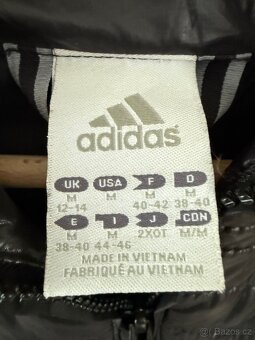 adidas
UK USA F D
M M M M
12-14 40-42 38-40
E I J CDN
M M 2XOT M/M
38-40 44-46
MADE IN VIETNAM
FABRIQUÉ AU VIETNAM
Bazos.cz